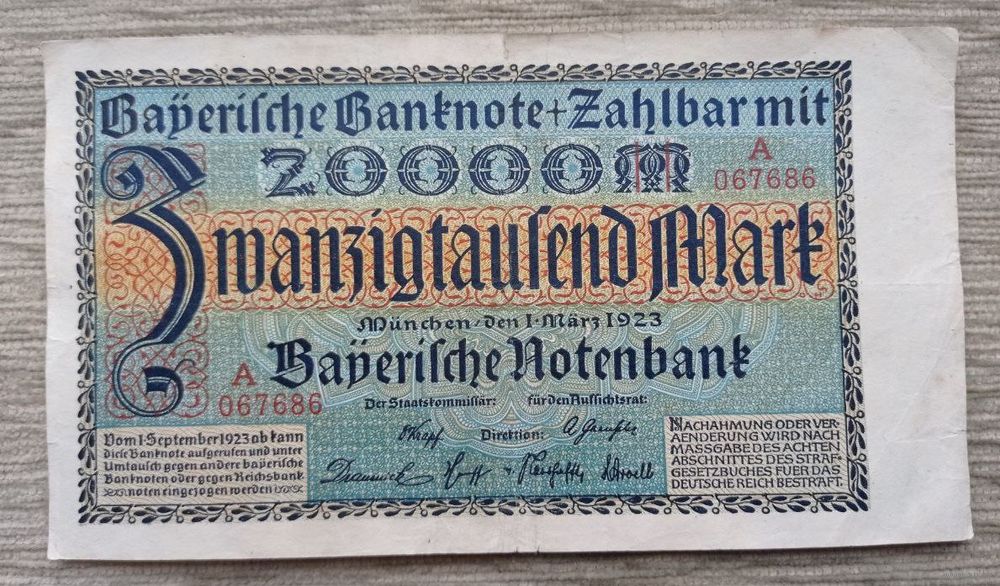 Bayerische Banknote + Zahlbar mit
20000 M
A
067686
Zwanzigtausend Mark
München, den 1. März 1923
Bayerische Notenbank
A
067686
Der Staatskommissär: für den Aufsichtsrat:
Direktion:
Vom 1. September 1923 ab kann
diese Banknote aufgerufen und unter
Umtausch gegen andere bayerische
Banknoten oder gegen Reichsbank
noten eingezogen werden
NACHAHMUNG ODER VER-
AENDERUNG WIRD NACH
MASSGABE DES ACHTEN
ABSCHNITTES DES STRAF-
GESETZBUCHES FUER DAS
DEUTSCHE REICH BESTRAFT.